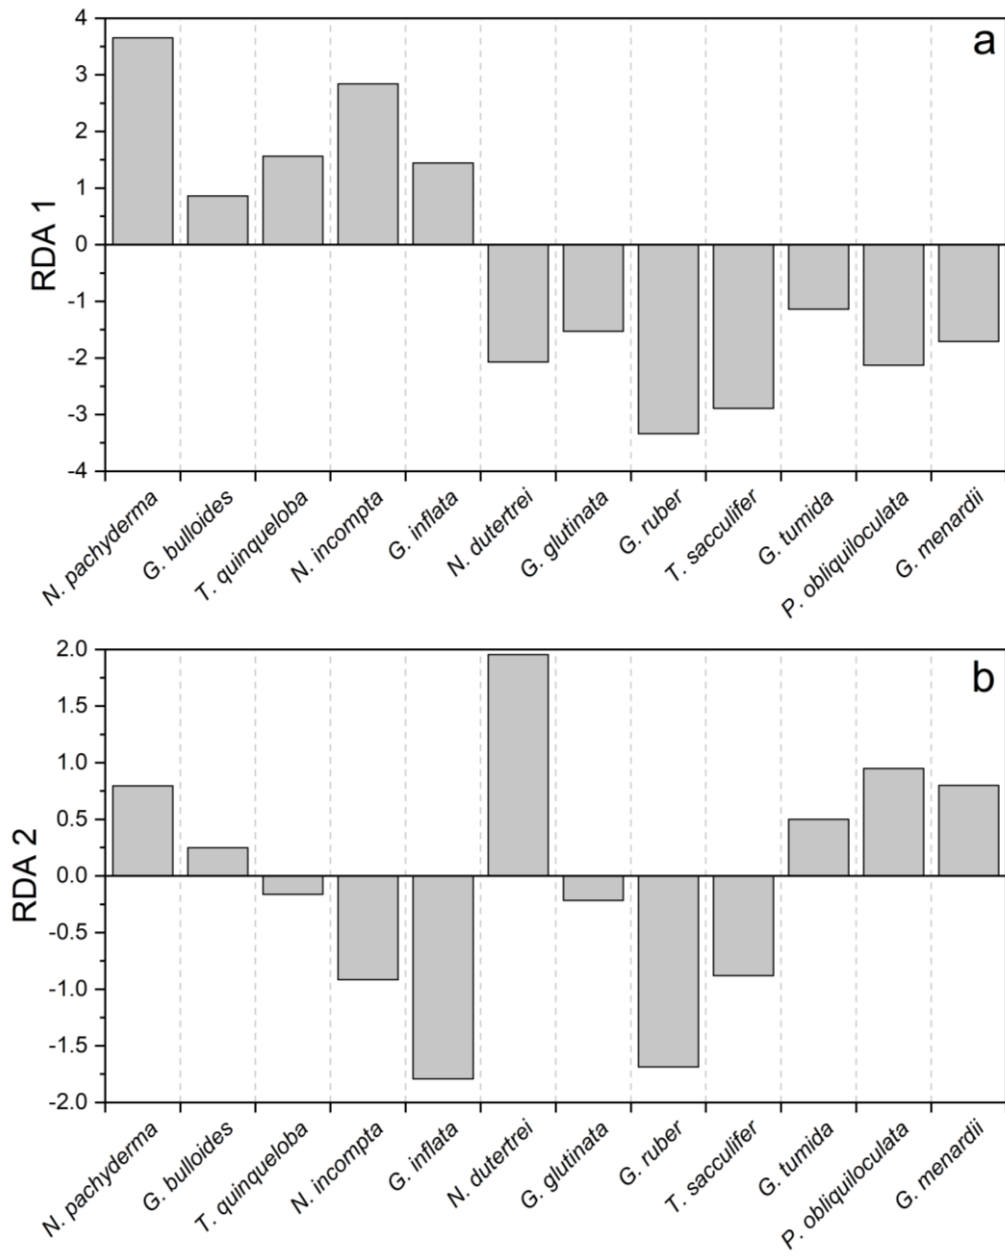 a
RDA 1
4
3
2
1
0
-1
-2
-3
-4
N. pachyderma
G. bulloides
T. quinqueloba
N. incompta
G. inflata
N. dutertrei
G. glutinata
G. ruber
T. sacculifer
G. tumida
P. obliquiloculata
G. menardii
b
RDA 2
2.0
1.5
1.0
0.5
0.0
-0.5
-1.0
-1.5
-2.0
N. pachyderma
G. bulloides
T. quinqueloba
N. incompta
G. inflata
N. dutertrei
G. glutinata
G. ruber
T. sacculifer
G. tumida
P. obliquiloculata
G. menardii